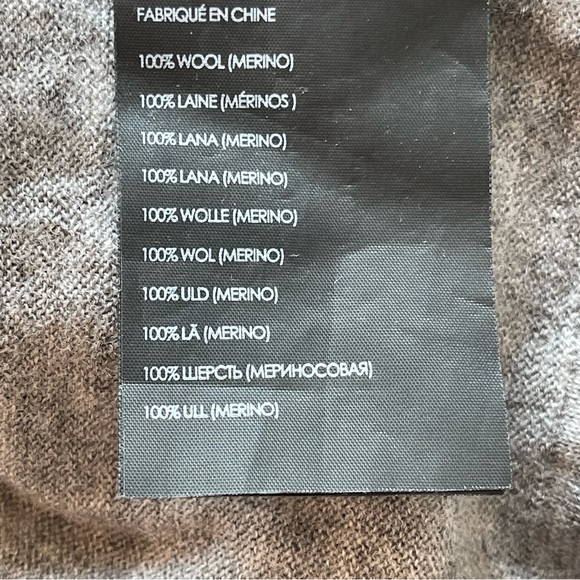 FABRIQUÉ EN CHINE
100% WOOL (MERINO)
100% LAINE (MÉRINOS )
100% LANA (MERINO)
100% LANA (MERINO)
100% WOLLE (MERINO)
100% WOL (MERINO)
100% ULD (MERINO)
100% LÃ (MERINO)
100% ШЕРСТЬ (МЕРИНОСОВАЯ)
100% ULL (MERINO)